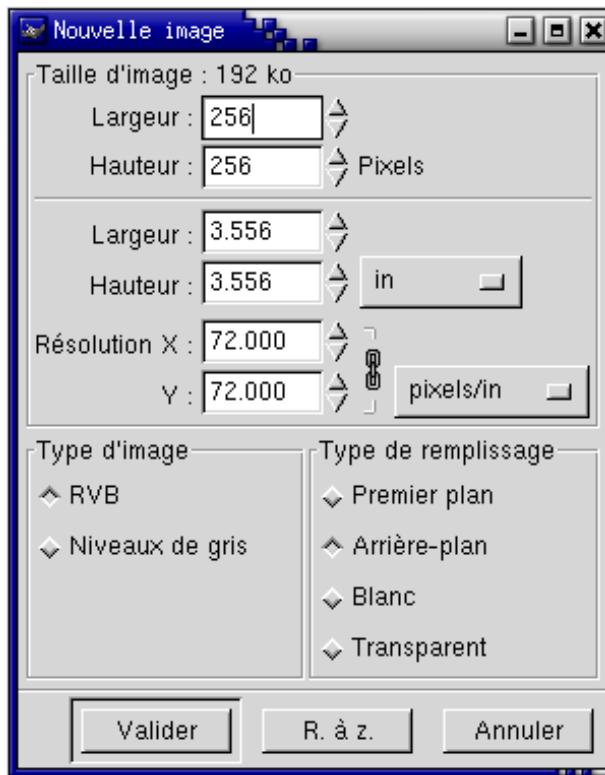 Nouvelle image
Taille d'image : 192 ko
Largeur : 256
Hauteur : 256 Pixels
Largeur : 3.556
Hauteur : 3.556 in
Résolution X : 72.000
Y : 72.000 pixels/in
Type d'image
RVB
Niveaux de gris
Type de remplissage
Premier plan
Arrière-plan
Blanc
Transparent
Valider R. à z. Annuler